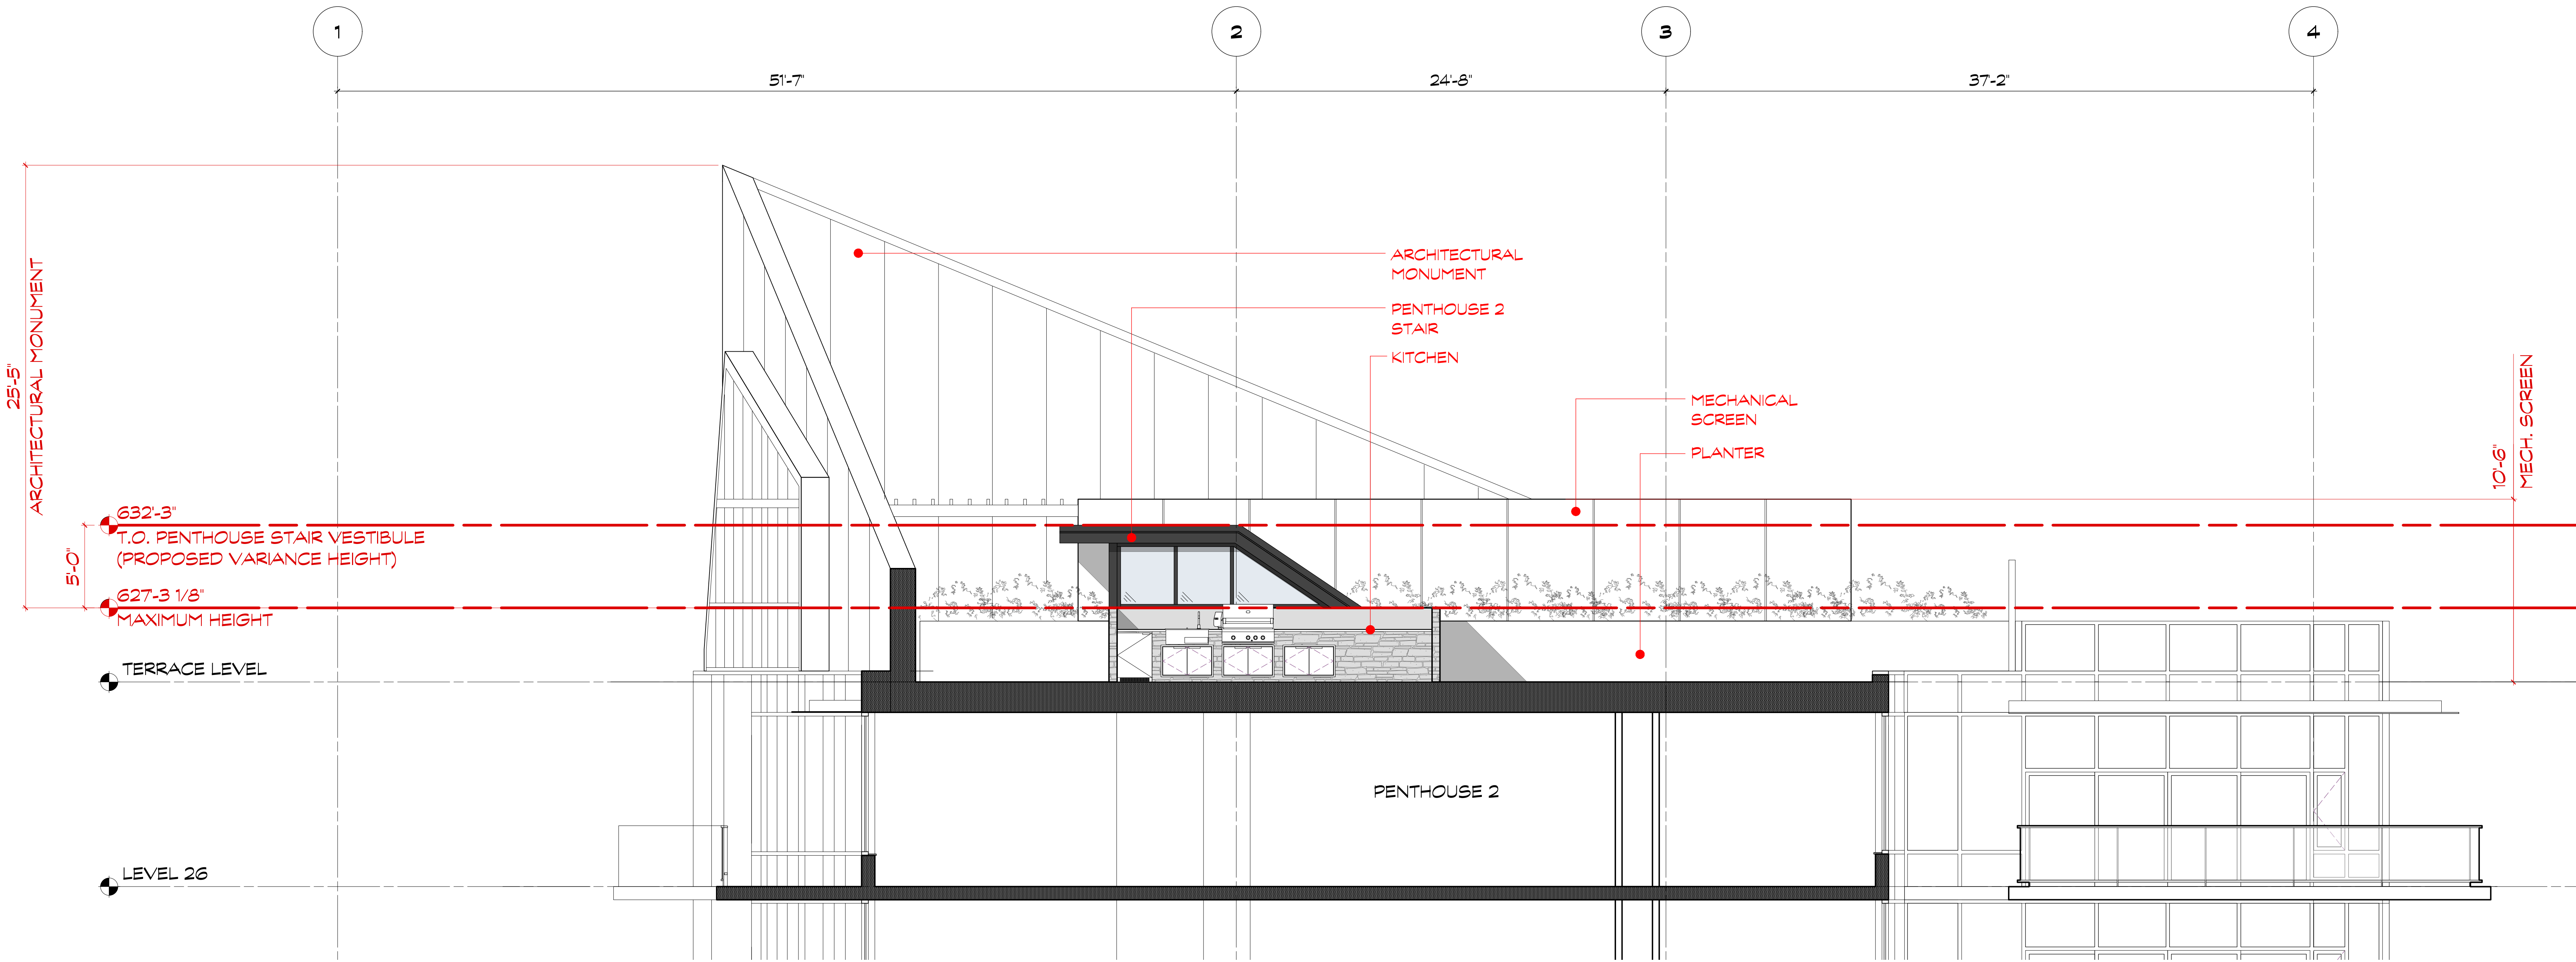 1
2
3
4
51'-7"
24'-8"
37'-2"
ARCHITECTURAL
MONUMENT
PENTHOUSE 2
STAIR
KITCHEN
MECHANICAL
SCREEN
PLANTER
25'-5"
ARCHITECTURAL MONUMENT
10'-6"
MECH. SCREEN
632'-3"
T.O. PENTHOUSE STAIR VESTIBULE
(PROPOSED VARIANCE HEIGHT)
5'-0"
627'-3 1/8"
MAXIMUM HEIGHT
TERRACE LEVEL
PENTHOUSE 2
LEVEL 26